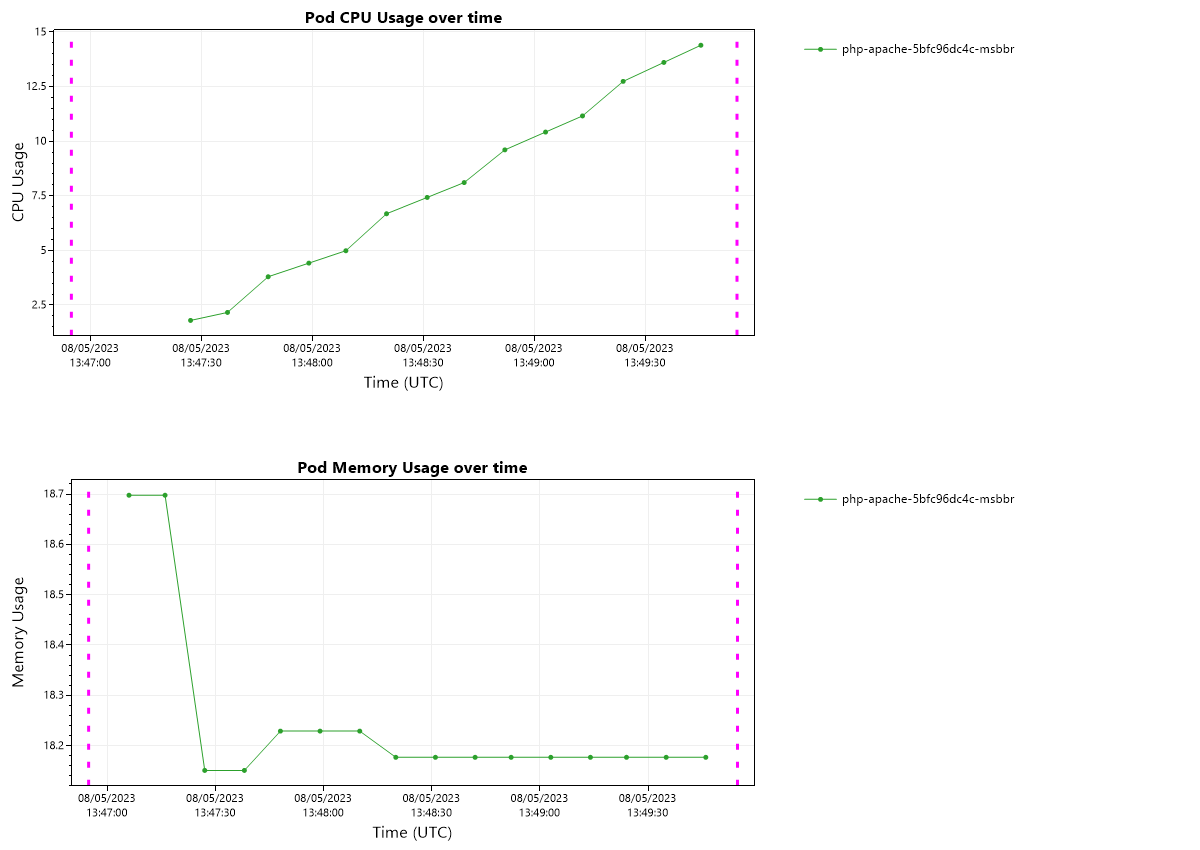 Pod CPU Usage over time
php-apache-5bfc96dc4c-msbbr
CPU Usage
15
12.5
10
7.5
5
2.5
08/05/2023 08/05/2023 08/05/2023 08/05/2023 08/05/2023 08/05/2023
13:47:00 13:47:30 13:48:00 13:48:30 13:49:00 13:49:30
Time (UTC)
Pod Memory Usage over time
php-apache-5bfc96dc4c-msbbr
Memory Usage
18.7
18.6
18.5
18.4
18.3
18.2
08/05/2023 08/05/2023 08/05/2023 08/05/2023 08/05/2023 08/05/2023
13:47:00 13:47:30 13:48:00 13:48:30 13:49:00 13:49:30
Time (UTC)